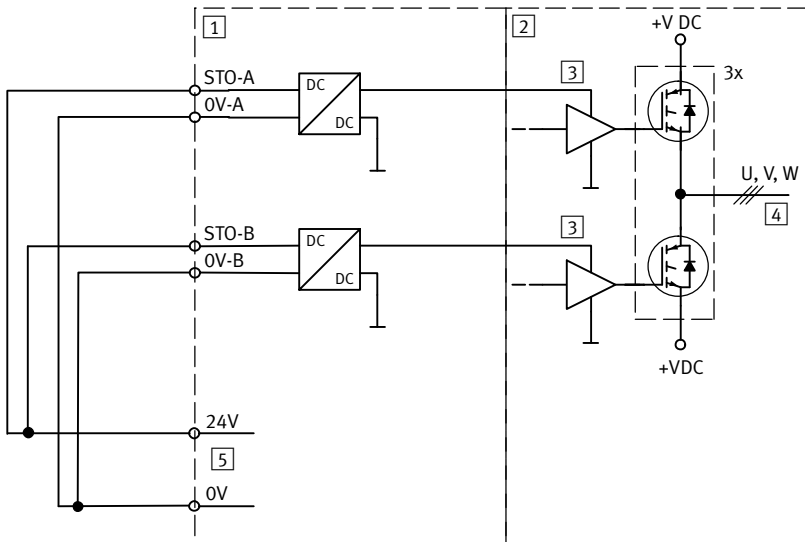 1
2
+V DC
STO-A
0V-A
DC
DC
3
3x
U, V, W
4
STO-B
0V-B
DC
DC
3
+VDC
24V
5
0V